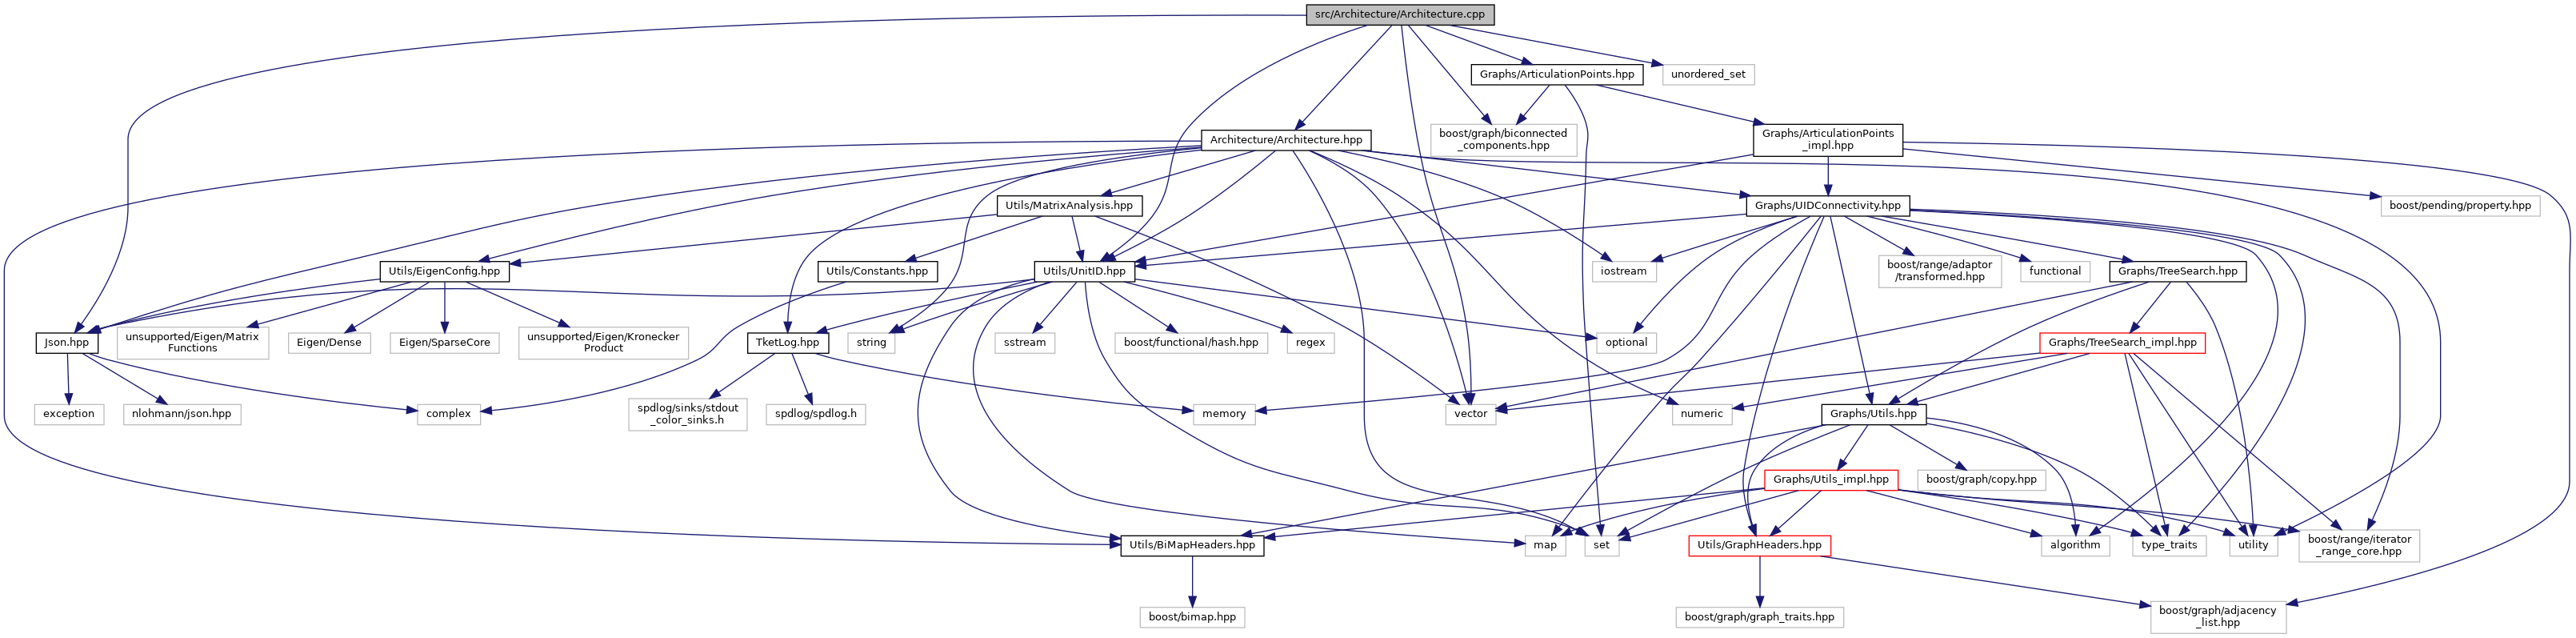 src/Architecture/Architecture.cpp
Graphs/ArticulationPoints.hpp
unordered_set
boost/graph/biconnected
_components.hpp
Architecture/Architecture.hpp
Graphs/ArticulationPoints
_impl.hpp
Utils/MatrixAnalysis.hpp
Graphs/UIDConnectivity.hpp
boost/pending/property.hpp
Utils/EigenConfig.hpp
Utils/Constants.hpp
Utils/UnitID.hpp
iostream
boost/range/adaptor
/transformed.hpp
functional
Graphs/TreeSearch.hpp
Json.hpp
unsupported/Eigen/Matrix
Functions
Eigen/Dense
Eigen/SparseCore
unsupported/Eigen/Kronecker
Product
TketLog.hpp
string
sstream
boost/functional/hash.hpp
regex
optional
Graphs/TreeSearch_impl.hpp
exception
nlohmann/json.hpp
complex
spdlog/sinks/stdout
_color_sinks.h
spdlog/spdlog.h
memory
vector
numeric
Graphs/Utils.hpp
Graphs/Utils_impl.hpp
boost/graph/copy.hpp
Utils/BiMapHeaders.hpp
map
set
Utils/GraphHeaders.hpp
algorithm
type_traits
utility
boost/range/iterator
_range_core.hpp
boost/bimap.hpp
boost/graph/graph_traits.hpp
boost/graph/adjacency
_list.hpp